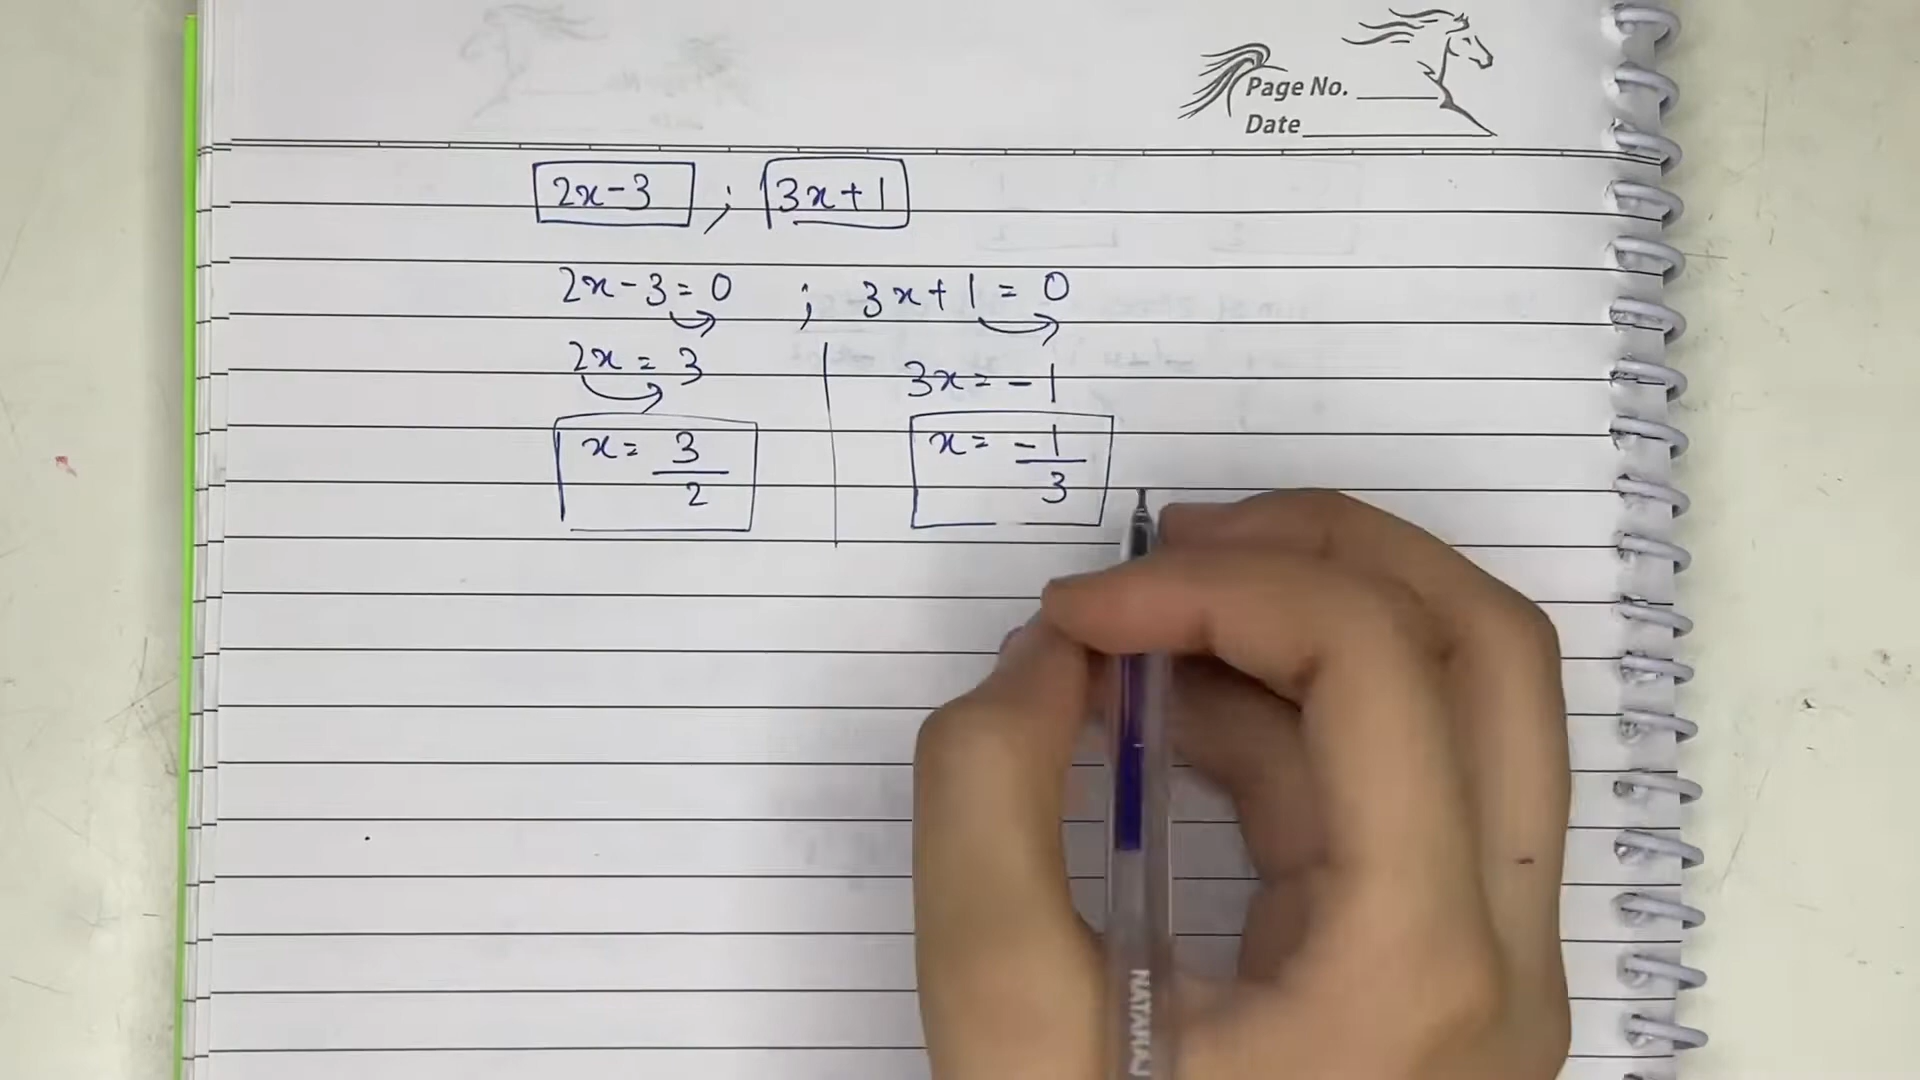 Page No.
Date
2x-3 ; 3x+1
2x-3=0 ; 3x+1=0
2x=3
3x=-1
x=3/2
x=-1/3
NATARAJ